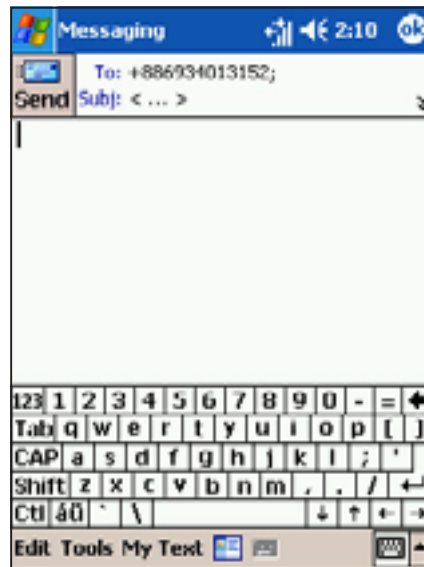 Messaging 2:10 ok
To: +886934013152;
Send Subj: < ... >
123 1 2 3 4 5 6 7 8 9 0 - =
Tab q w e r t y u i o p [ ]
CAP a s d f g h j k l ; '
Shift z x c v b n m , . /
Ctl áü ` \
Edit Tools My Text